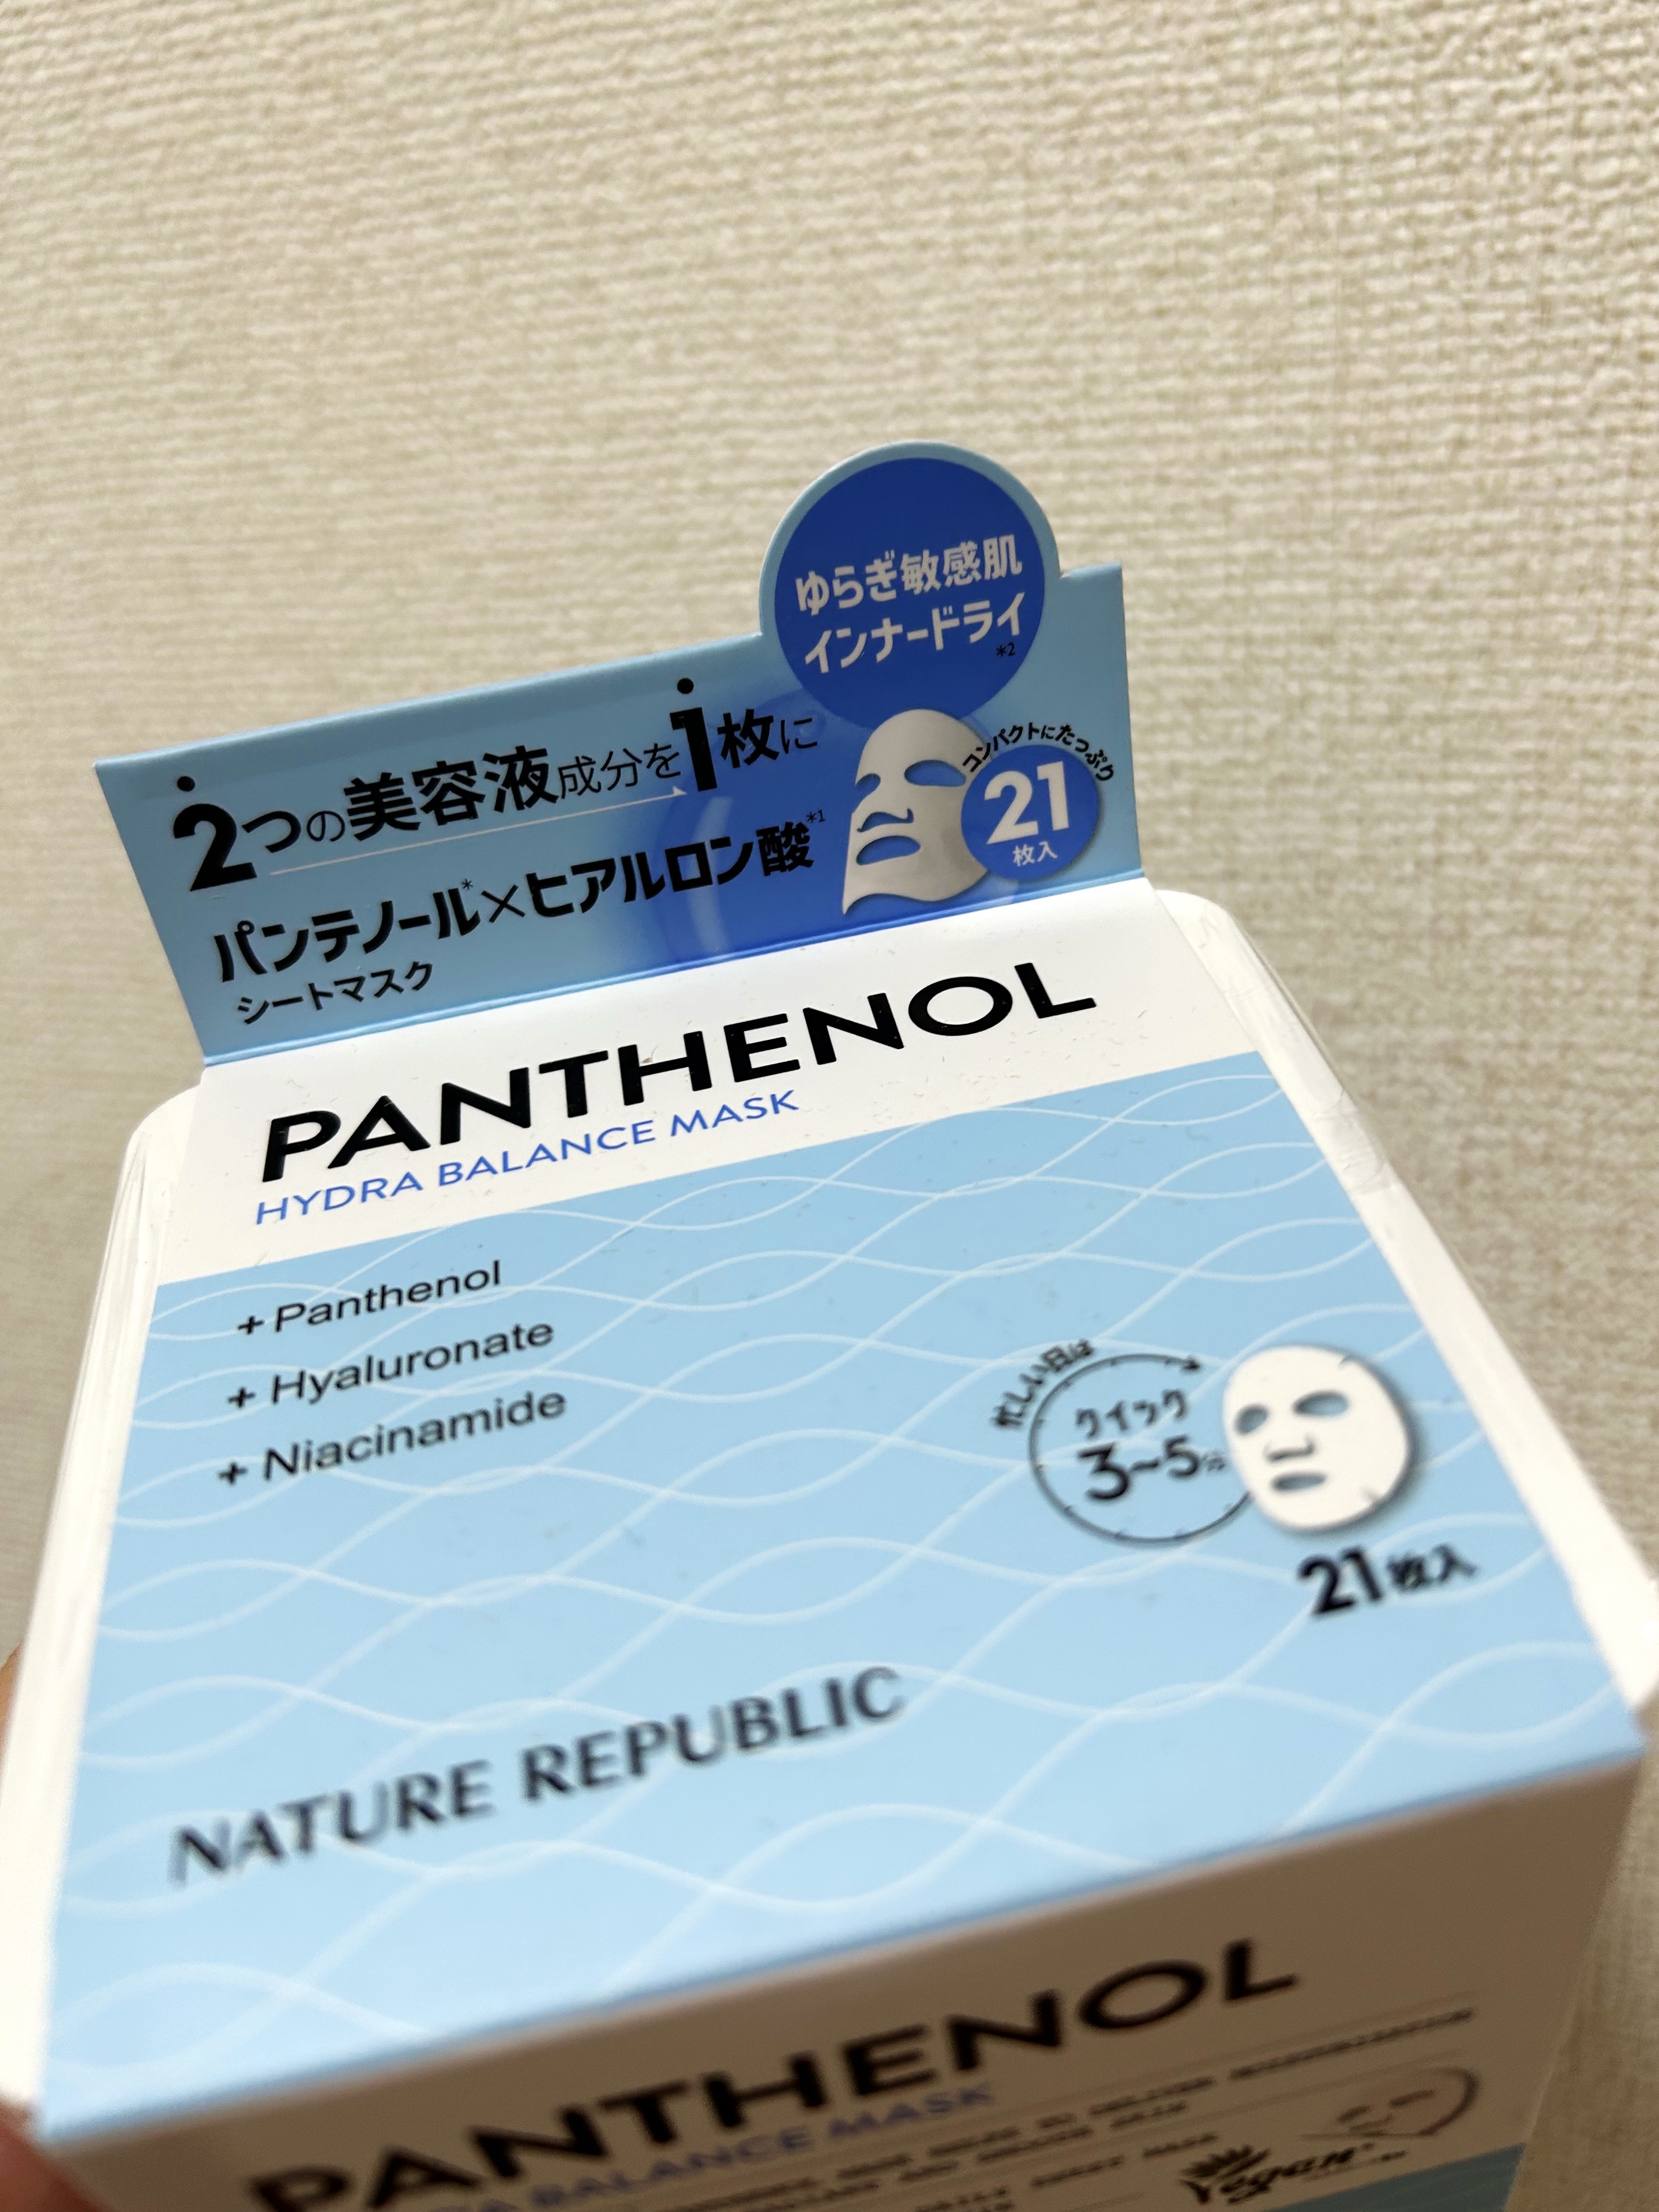 ゆらぎ敏感肌
インナードライ*2
2つの美容液成分を1枚に
パンテノール*×ヒアルロン酸*1
シートマスク
コンパクトにたっぷり
21
枚入
PANTHENOL
HYDRA BALANCE MASK
+ Panthenol
+ Hyaluronate
+ Niacinamide
忙しい日は
クイック
3~5分
21枚入
NATURE REPUBLIC
PANTHENOL
HYDRA BALANCE MASK
Vegan